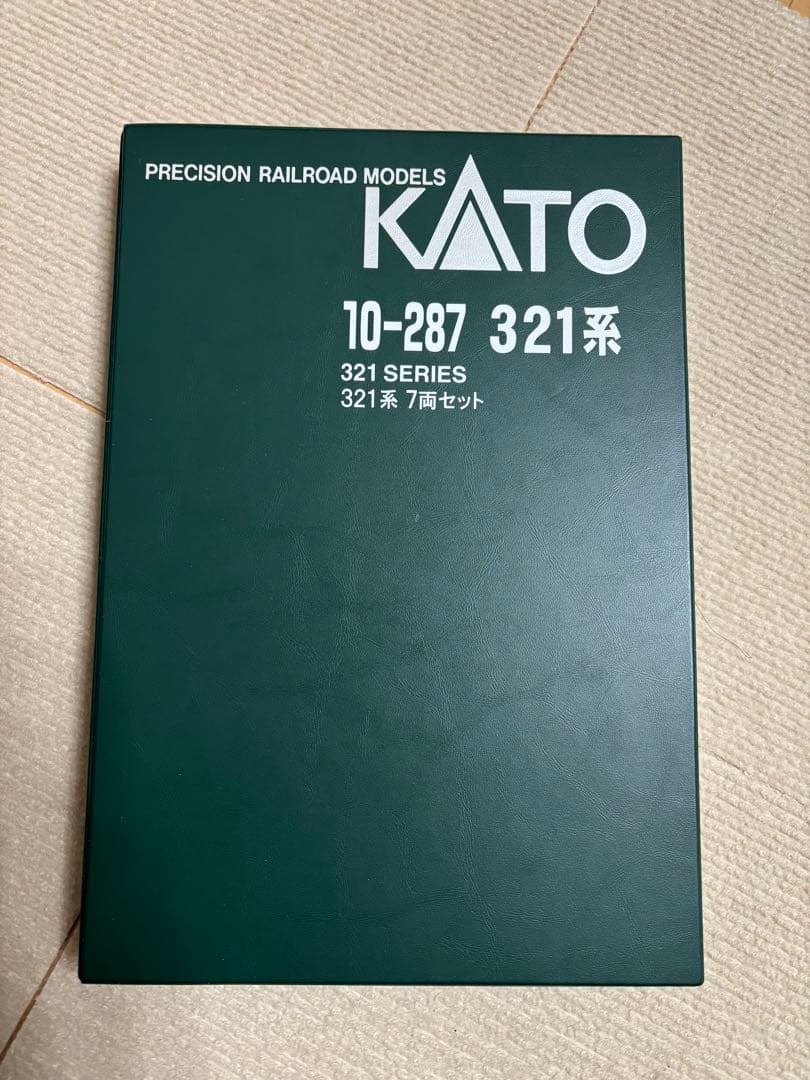 PRECISION RAILROAD MODELS
KATO
10-287 321系
321 SERIES
321系 7両セット